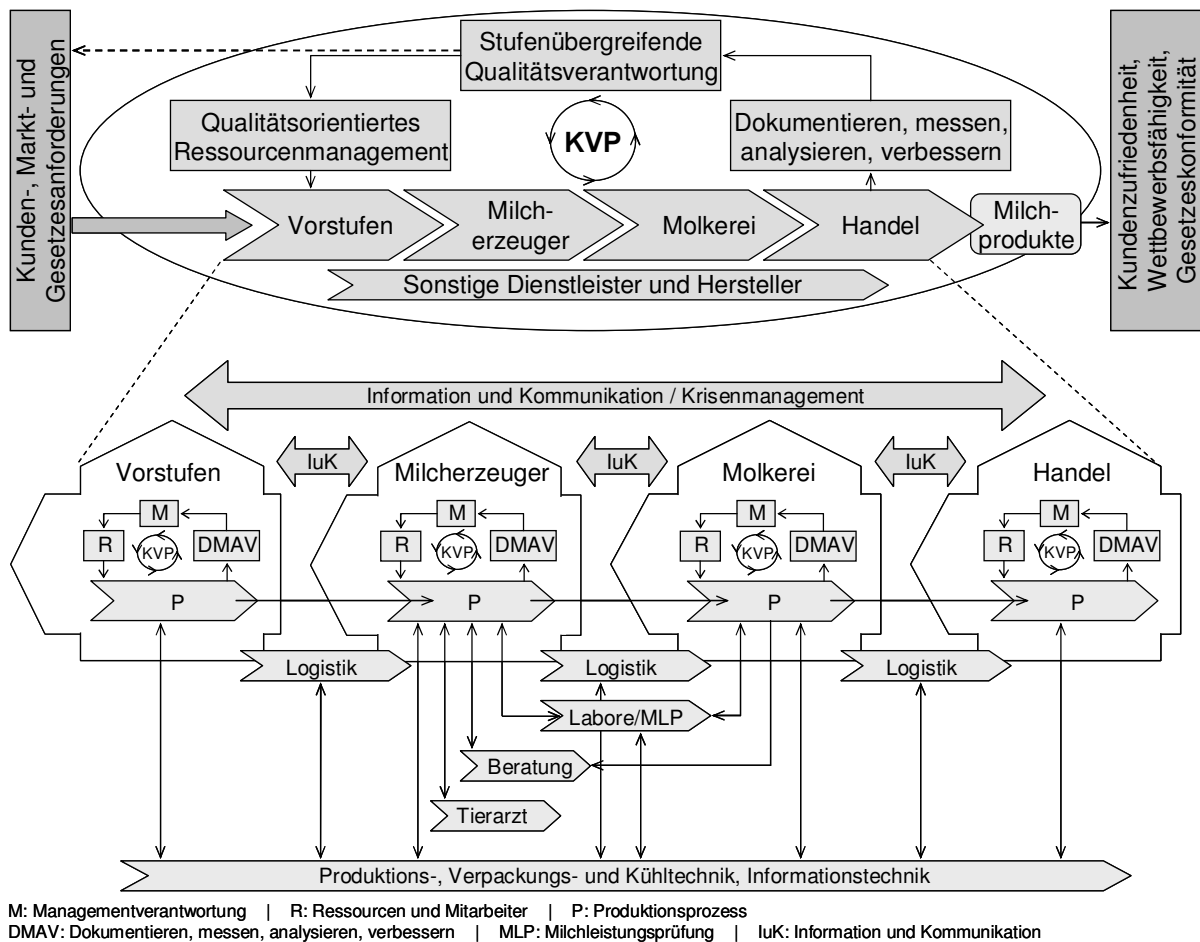 Kunden-, Markt- und
Gesetzesanforderungen
Stufenübergreifende
Qualitätsverantwortung
Kundenzufriedenheit,
Wettbewerbsfähigkeit,
Gesetzeskonformität
Qualitätsorientiertes
Ressourcenmanagement
KVP
Dokumentieren, messen,
analysieren, verbessern
Vorstufen
Milch-
erzeuger
Molkerei
Handel
Milch-
produkte
Sonstige Dienstleister und Hersteller
Information und Kommunikation / Krisenmanagement
IuK
IuK
IuK
Vorstufen
M
R
KVP
DMAV
P
Milcherzeuger
M
R
KVP
DMAV
P
Molkerei
M
R
KVP
DMAV
P
Handel
M
R
KVP
DMAV
P
Logistik
Logistik
Logistik
Labore/MLP
Beratung
Tierarzt
Produktions-, Verpackungs- und Kühltechnik, Informationstechnik
M: Managementverantwortung | R: Ressourcen und Mitarbeiter | P: Produktionsprozess
DMAV: Dokumentieren, messen, analysieren, verbessern | MLP: Milchleistungsprüfung | IuK: Information und Kommunikation